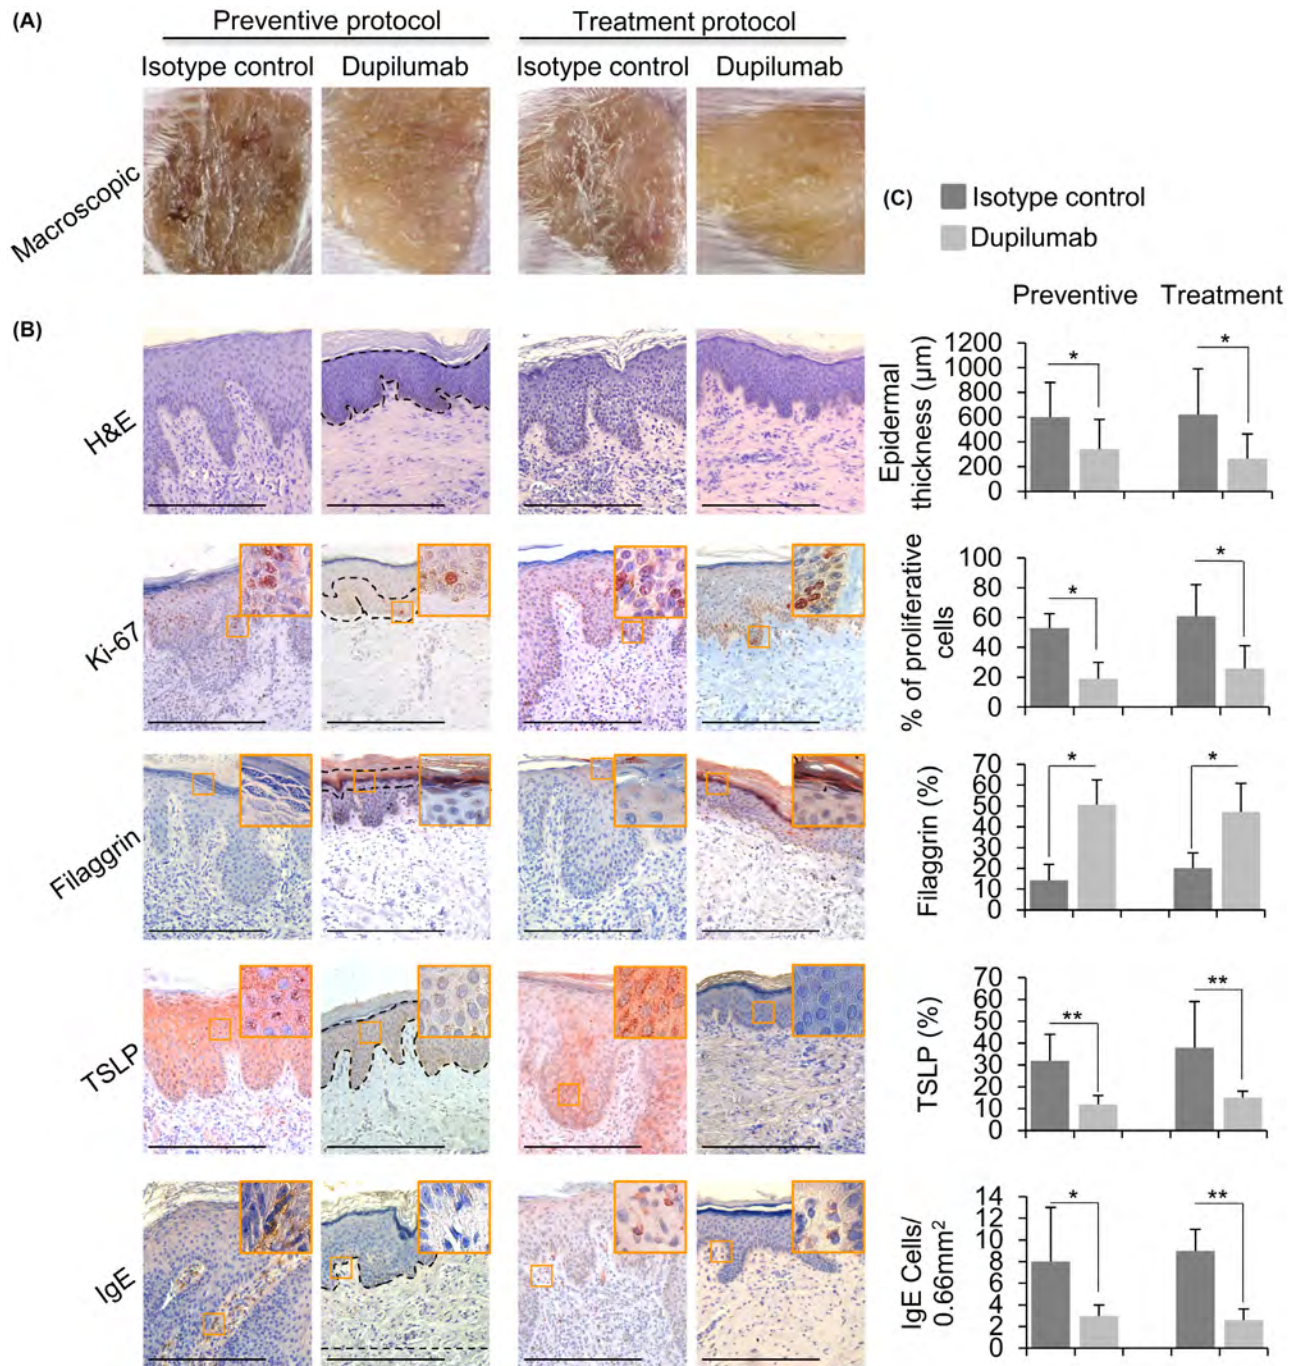 (A)
Preventive protocol
Treatment protocol
Isotype control
Dupilumab
Isotype control
Dupilumab
Macroscopic
(B)
H&E
Ki-67
Filaggrin
TSLP
IgE
(C)
Isotype control
Dupilumab
Preventive
Treatment
Epidermal
thickness (µm)
1200
1000
800
600
400
200
0
*
*
% of proliferative
cells
100
80
60
40
20
0
*
*
Filaggrin (%)
70
60
50
40
30
20
10
0
*
*
TSLP (%)
70
60
50
40
30
20
10
0
**
**
IgE Cells/
0.66mm²
14
12
10
8
6
4
2
0
*
**